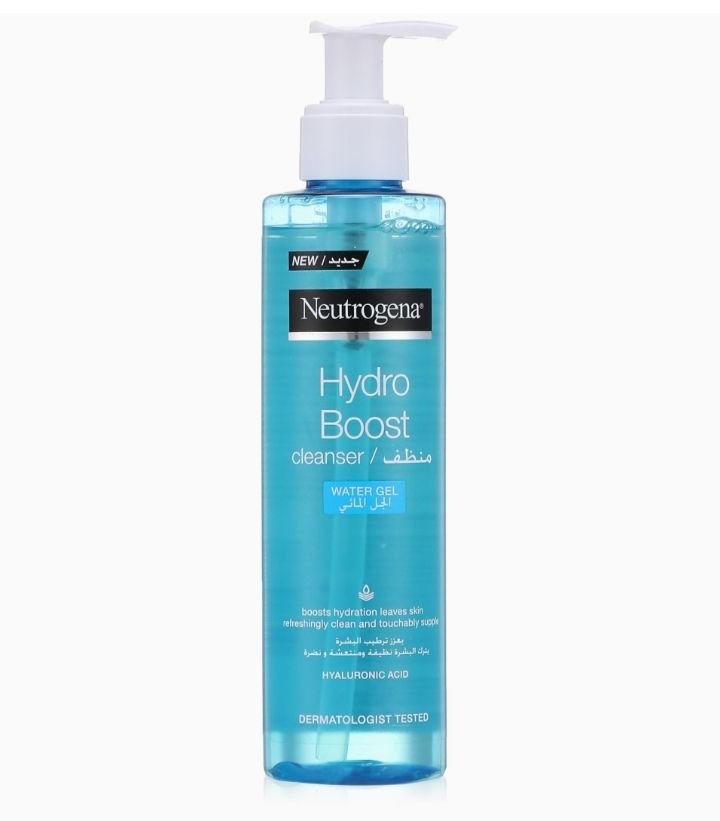 NEW / جديد
Neutrogena®
Hydro
Boost
cleanser / منظف
WATER GEL
الجل المائي
boosts hydration leaves skin
refreshingly clean and touchably supple
يعزز ترطيب البشرة
يترك البشرة نظيفة ومنتعشة و نضرة
HYALURONIC ACID
DERMATOLOGIST TESTED